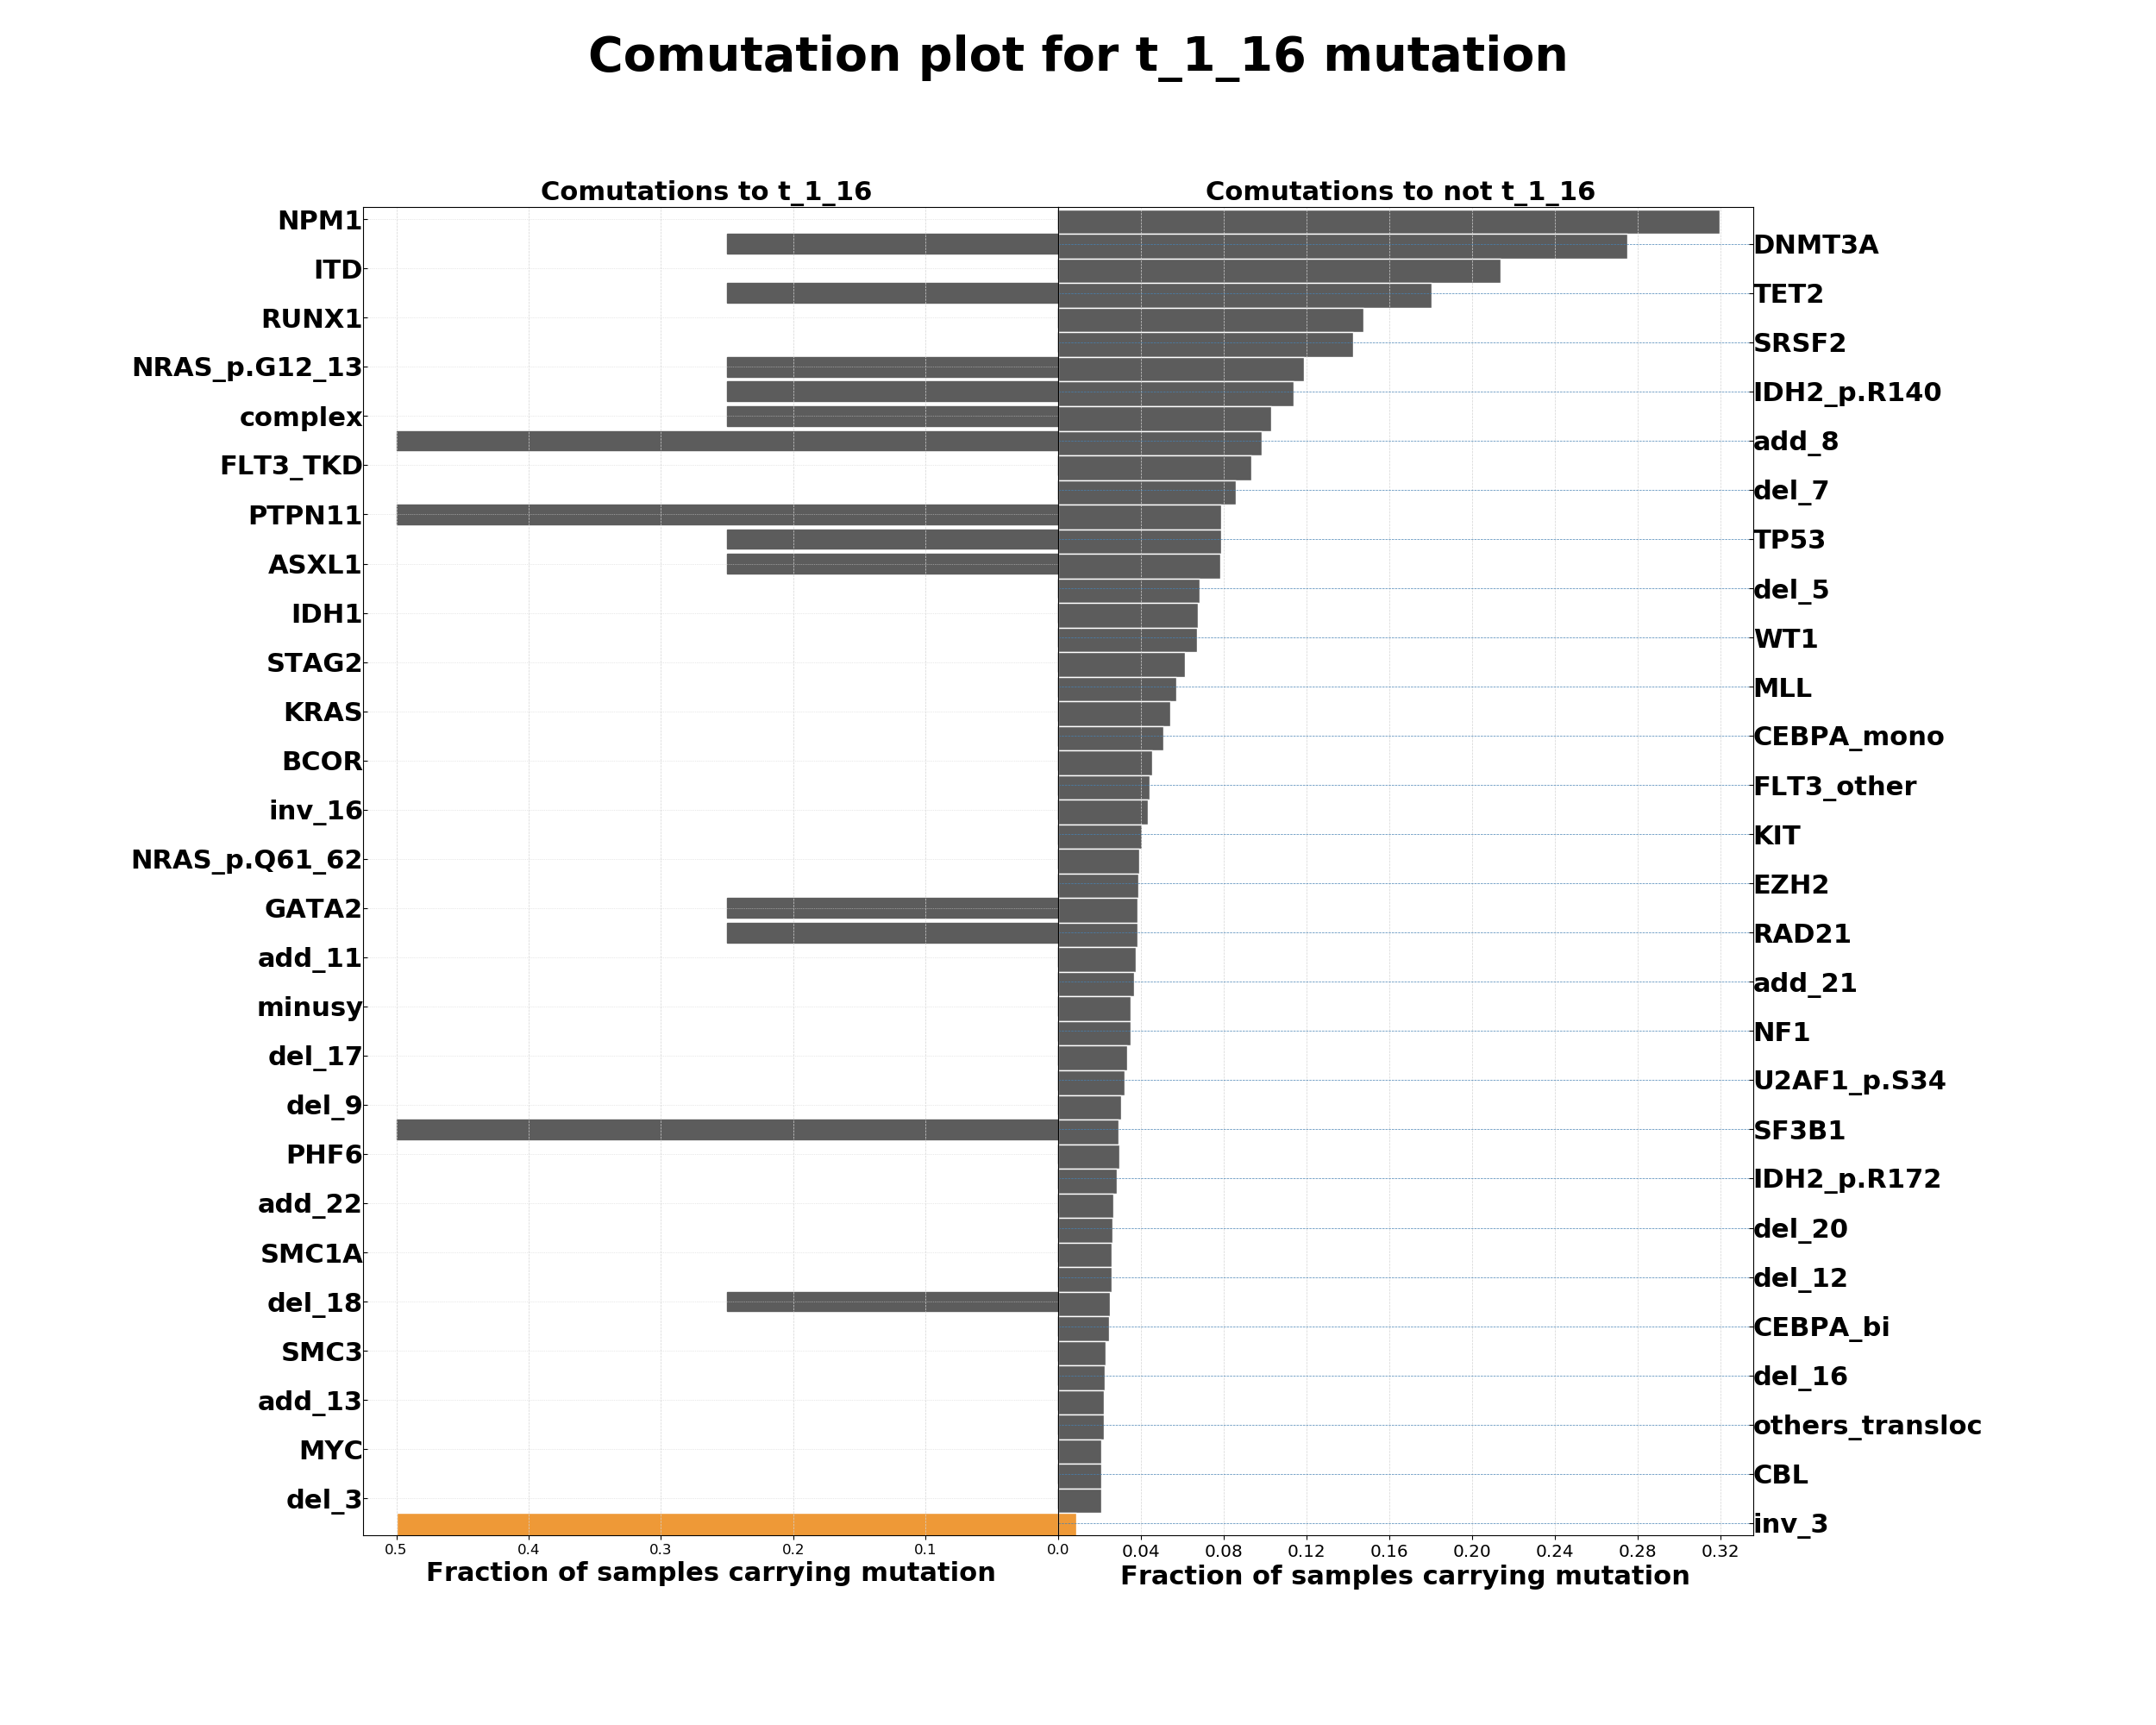 Comutation plot for t_1_16 mutation
Comutations to t_1_16
Comutations to not t_1_16
NPM1
DNMT3A
ITD
TET2
RUNX1
SRSF2
NRAS_p.G12_13
IDH2_p.R140
complex
add_8
FLT3_TKD
del_7
PTPN11
TP53
ASXL1
del_5
IDH1
WT1
STAG2
MLL
KRAS
CEBPA_mono
BCOR
FLT3_other
inv_16
KIT
NRAS_p.Q61_62
EZH2
GATA2
RAD21
add_11
add_21
minusy
NF1
del_17
U2AF1_p.S34
del_9
SF3B1
PHF6
IDH2_p.R172
add_22
del_20
SMC1A
del_12
del_18
CEBPA_bi
SMC3
del_16
add_13
others_transloc
MYC
CBL
del_3
inv_3
0.5 0.4 0.3 0.2 0.1 0.0 0.04 0.08 0.12 0.16 0.20 0.24 0.28 0.32
Fraction of samples carrying mutation
Fraction of samples carrying mutation